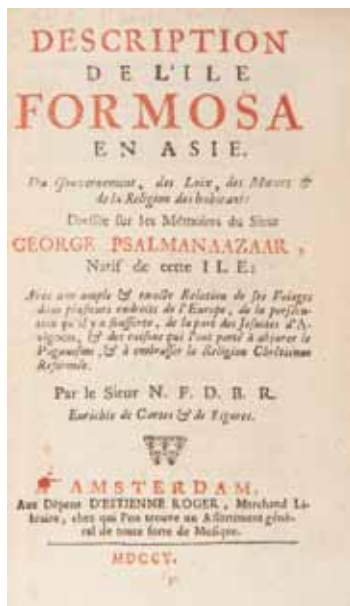 DESCRIPTION
DE L'ILE
FORMOSA
EN ASIE.
Du Gouvernement, des Loix, des Mœurs &
de la Religion des habitans:
Dressée sur les Mémoires du Sieur
GEORGE PSALMANAAZAAR,
Natif de cette ILE:
Avec une ample & exacte Relation de ses Voiages
dans plusieurs endroits de l'Europe, de la persécu-
tion qu'il y a soufferte, de la part des Jesuites d'A-
vignon, & des raisons qui l'ont porté à abjurer le
Paganisme, & à embrasser la Religion Chrêtienne
Reformée.
Par le Sieur N. F. D. B. R.
Enrichie de Cartes & de Figures.
A AMSTERDAM,
Aux Dépens D'ESTIENNE ROGER, Marchand Li-
braire, chez qui l'on trouve un Assortiment géné-
ral de toute sorte de Musique.
MDCCV.